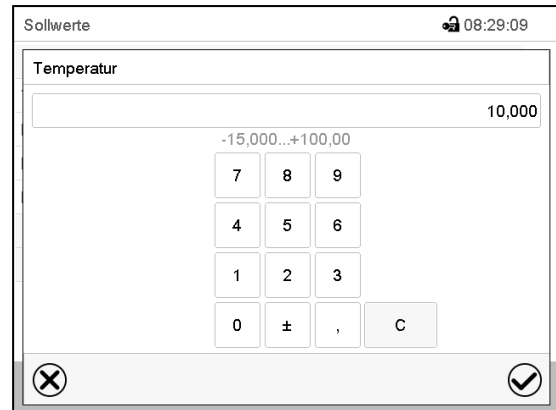 Sollwerte 08:29:09
Temperatur
10,000
-15,000...+100,00
7 8 9
4 5 6
1 2 3
0 ± , C